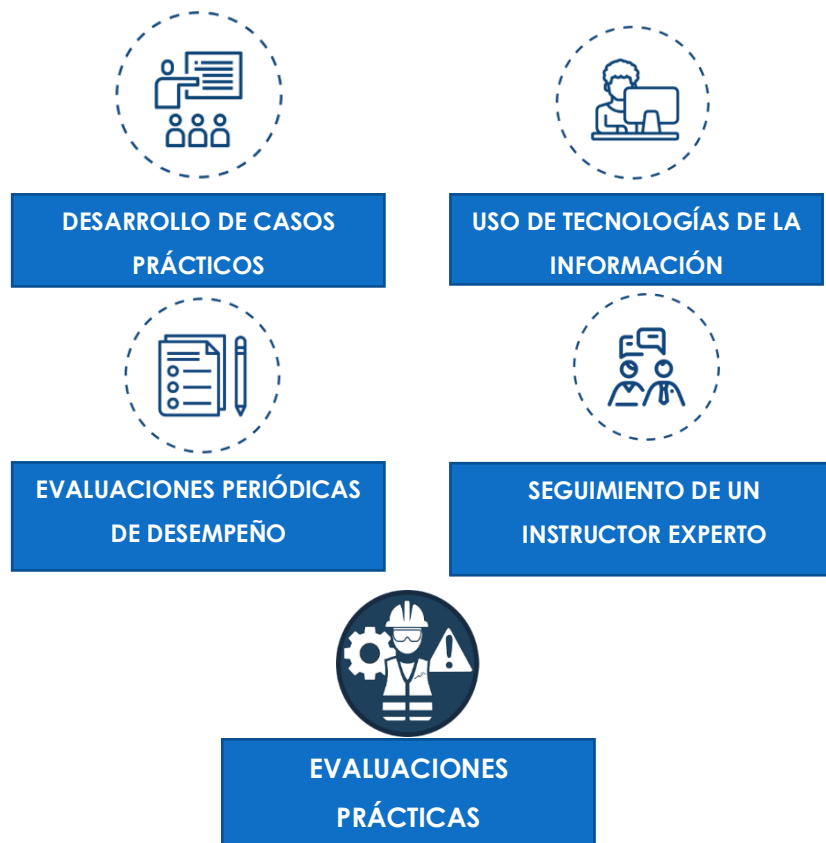 DESARROLLO DE CASOS
PRÁCTICOS
USO DE TECNOLOGÍAS DE LA
INFORMACIÓN
EVALUACIONES PERIÓDICAS
DE DESEMPEÑO
SEGUIMIENTO DE UN
INSTRUCTOR EXPERTO
EVALUACIONES
PRÁCTICAS